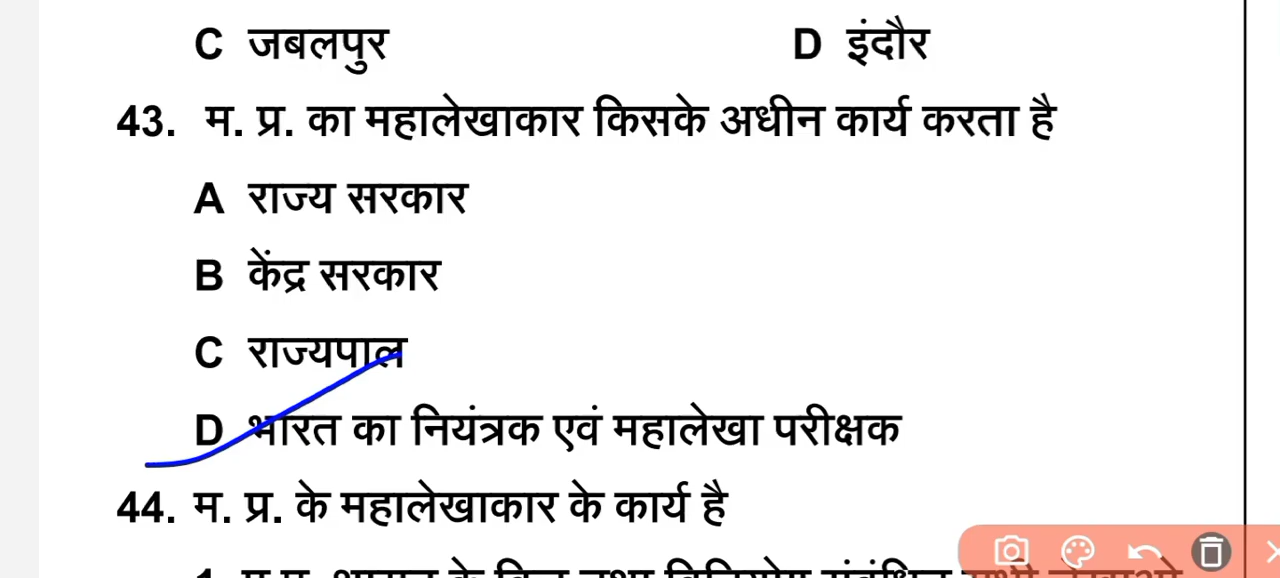 C जबलपुर D इंदौर
43. म. प्र. का महालेखाकार किसके अधीन कार्य करता है
A राज्य सरकार
B केंद्र सरकार
C राज्यपाल
D भारत का नियंत्रक एवं महालेखा परीक्षक
44. म. प्र. के महालेखाकार के कार्य है